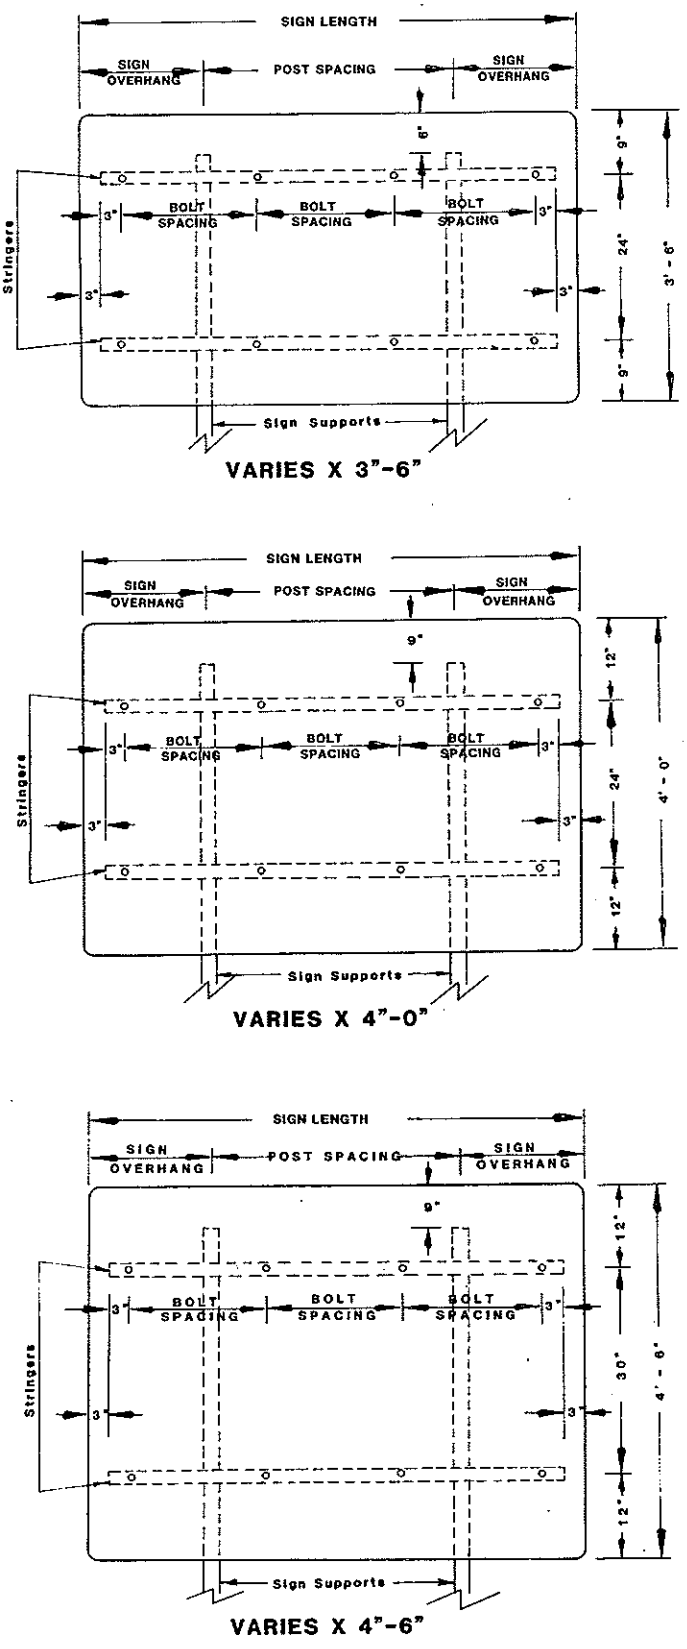 SIGN LENGTH
SIGN OVERHANG
POST SPACING
SIGN OVERHANG
6"
9"
3"
BOLT SPACING
BOLT SPACING
BOLT SPACING
3"
24"
3' - 6"
Stringers
3"
3"
9"
Sign Supports
VARIES X 3"-6"
SIGN LENGTH
SIGN OVERHANG
POST SPACING
SIGN OVERHANG
9"
12"
3"
BOLT SPACING
BOLT SPACING
BOLT SPACING
3"
24"
4' - 0"
Stringers
3"
3"
12"
Sign Supports
VARIES X 4"-0"
SIGN LENGTH
SIGN OVERHANG
POST SPACING
SIGN OVERHANG
9"
12"
3"
BOLT SPACING
BOLT SPACING
BOLT SPACING
3"
30"
4' - 6"
Stringers
3"
3"
12"
Sign Supports
VARIES X 4"-6"